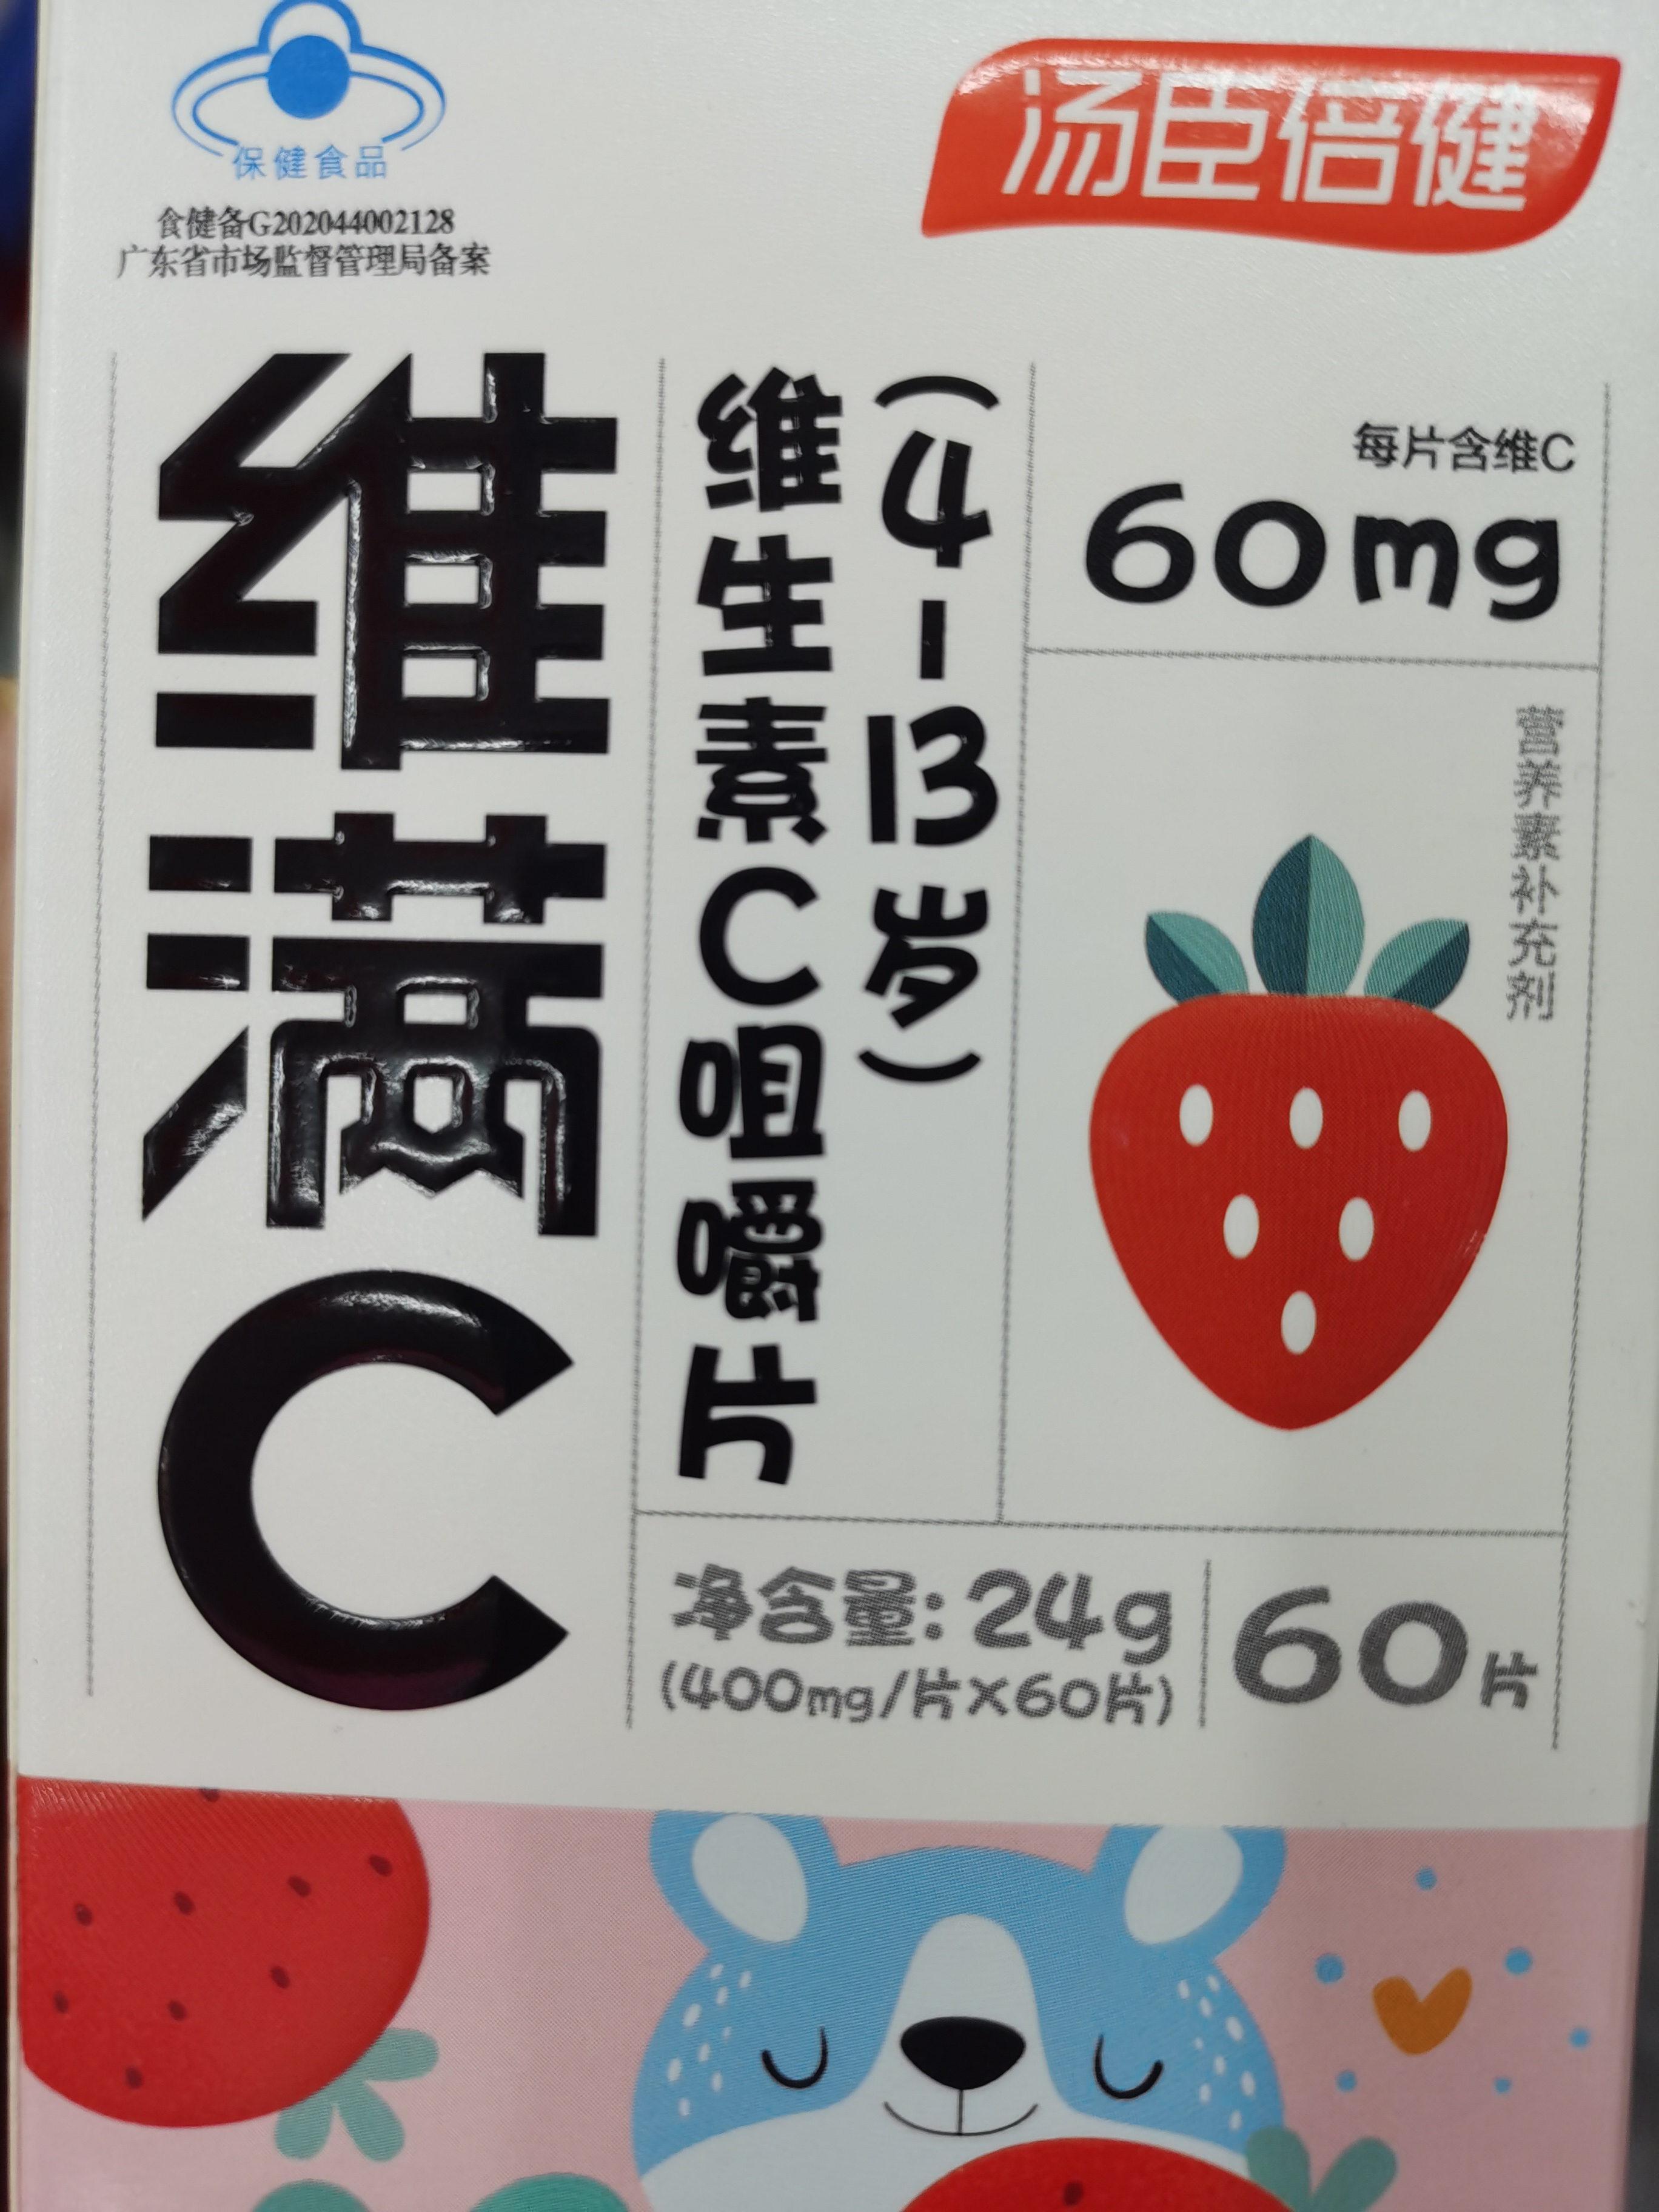 保健食品
食健备G202044002128
广东省市场监督管理局备案
汤臣倍健
维满C
维生素C咀嚼片
(4-13岁)
每片含维C
60mg
营养素补充剂
净含量:24g
(400mg/片X60片)
60片